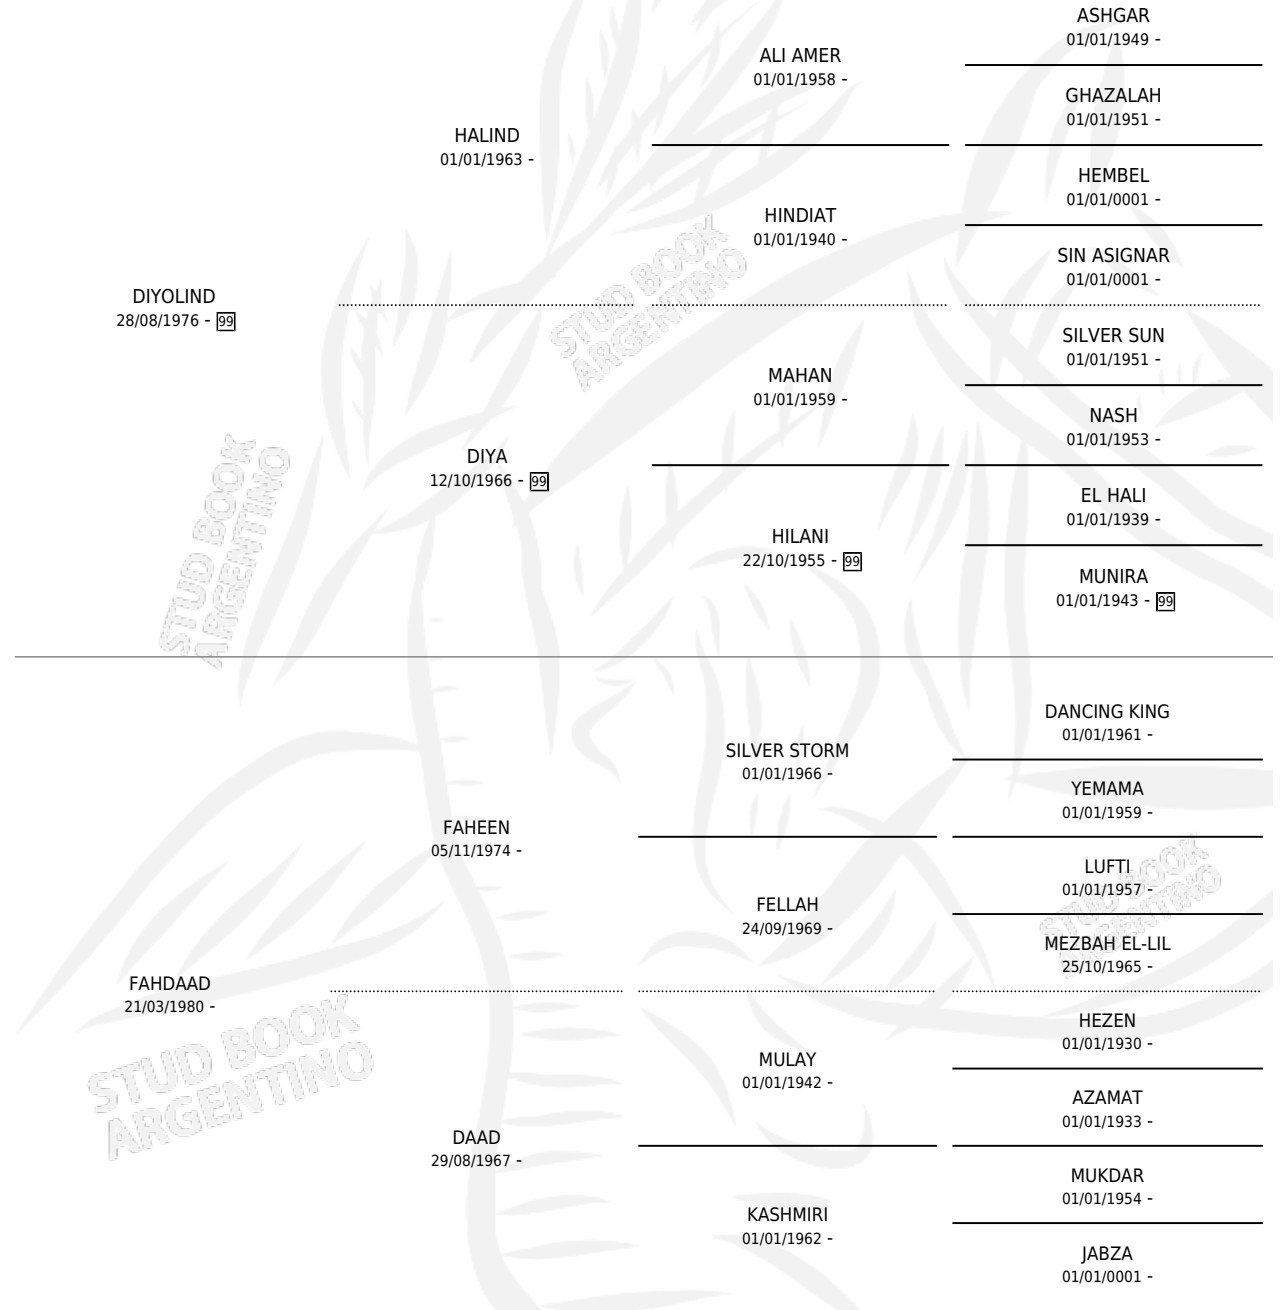 ASHGAR
01/01/1949 -
ALI AMER
01/01/1958 -
GHAZALAH
01/01/1951 -
HALIND
01/01/1963 -
HEMBEL
01/01/0001 -
HINDIAT
01/01/1940 -
SIN ASIGNAR
01/01/0001 -
DIYOLIND
28/08/1976 - 99
SILVER SUN
01/01/1951 -
MAHAN
01/01/1959 -
NASH
01/01/1953 -
DIYA
12/10/1966 - 99
EL HALI
01/01/1939 -
HILANI
22/10/1955 - 99
MUNIRA
01/01/1943 - 99
STUD BOOK
ARGENTINO
STUD BOOK
ARGENTINO
DANCING KING
01/01/1961 -
SILVER STORM
01/01/1966 -
YEMAMA
01/01/1959 -
FAHEEN
05/11/1974 -
LUFTI
01/01/1957 -
FELLAH
24/09/1969 -
MEZBAH EL-LIL
25/10/1965 -
FAHDAAD
21/03/1980 -
HEZEN
01/01/1930 -
MULAY
01/01/1942 -
AZAMAT
01/01/1933 -
DAAD
29/08/1967 -
MUKDAR
01/01/1954 -
KASHMIRI
01/01/1962 -
JABZA
01/01/0001 -
STUD BOOK
ARGENTINO
STUD BOOK
ARGENTINO